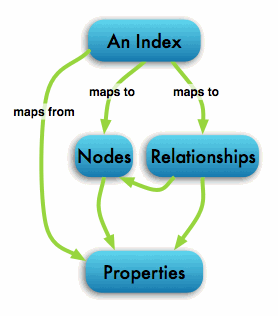 An Index
maps to
maps to
maps from
Nodes
Relationships
Properties